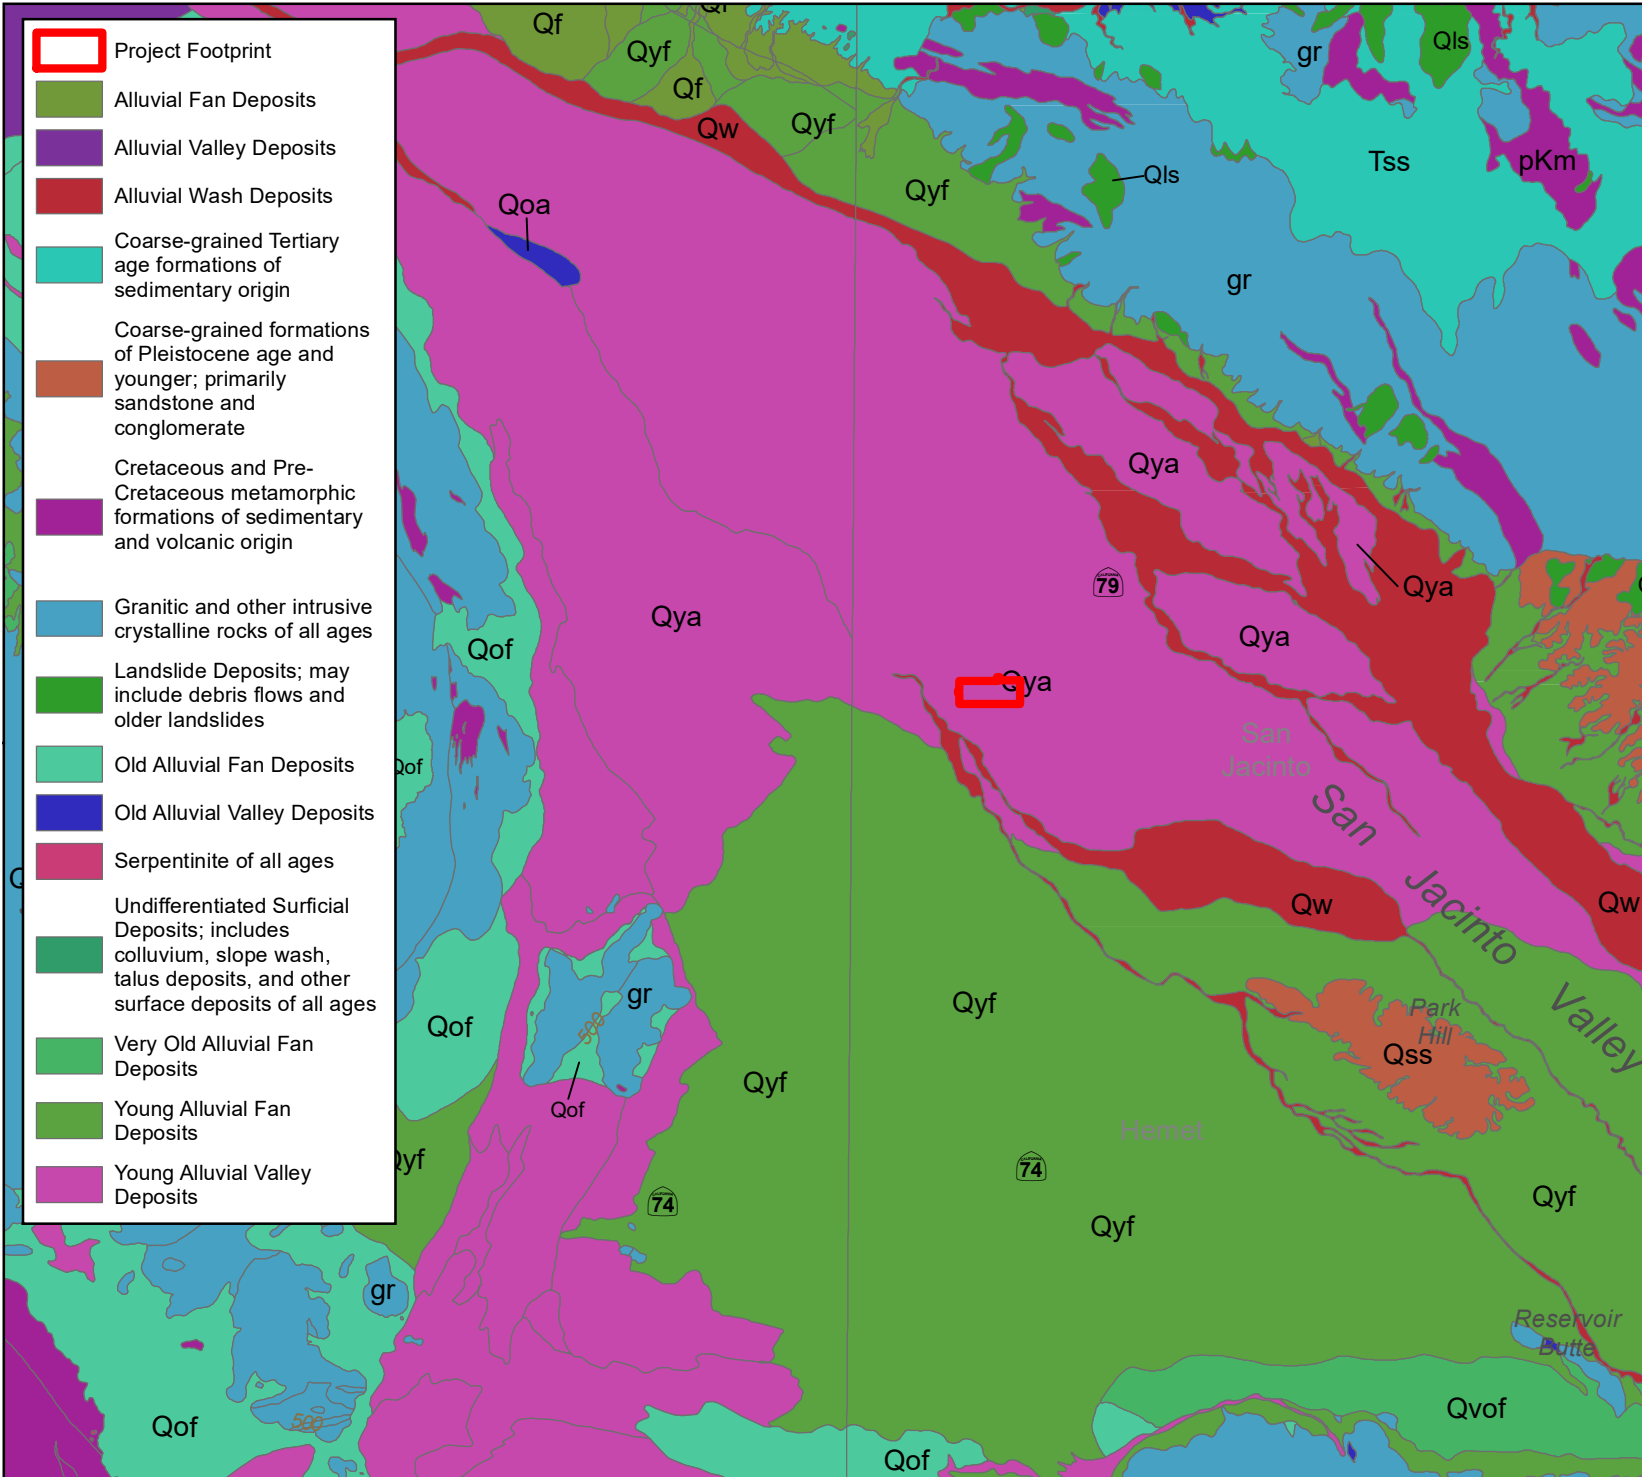 Project Footprint
Alluvial Fan Deposits
Alluvial Valley Deposits
Alluvial Wash Deposits
Coarse-grained Tertiary
age formations of
sedimentary origin
Coarse-grained formations
of Pleistocene age and
younger; primarily
sandstone and
conglomerate
Cretaceous and Pre-
Cretaceous metamorphic
formations of sedimentary
and volcanic origin
Granitic and other intrusive
crystalline rocks of all ages
Landslide Deposits; may
include debris flows and
older landslides
Old Alluvial Fan Deposits
Old Alluvial Valley Deposits
Serpentinite of all ages
Undifferentiated Surficial
Deposits; includes
colluvium, slope wash,
talus deposits, and other
surface deposits of all ages
Very Old Alluvial Fan
Deposits
Young Alluvial Fan
Deposits
Young Alluvial Valley
Deposits
Qf
Qyf
Qf
Qw
Qyf
Qyf
Qoa
gr
Qls
Tss
pKm
Qls
gr
Qya
CALIFORNIA
79
Qya
Qya
Qya
Qya
Qof
Qof
San
Jacinto
San
Jacinto
Valley
Qw
Qw
gr
500
Qof
Qof
Qyf
Qyf
Park
Hill
Qss
Hemet
CALIFORNIA
74
CALIFORNIA
74
Qyf
Qyf
Qyf
gr
Reservoir
Butte
Qvof
Qof
500
Qof